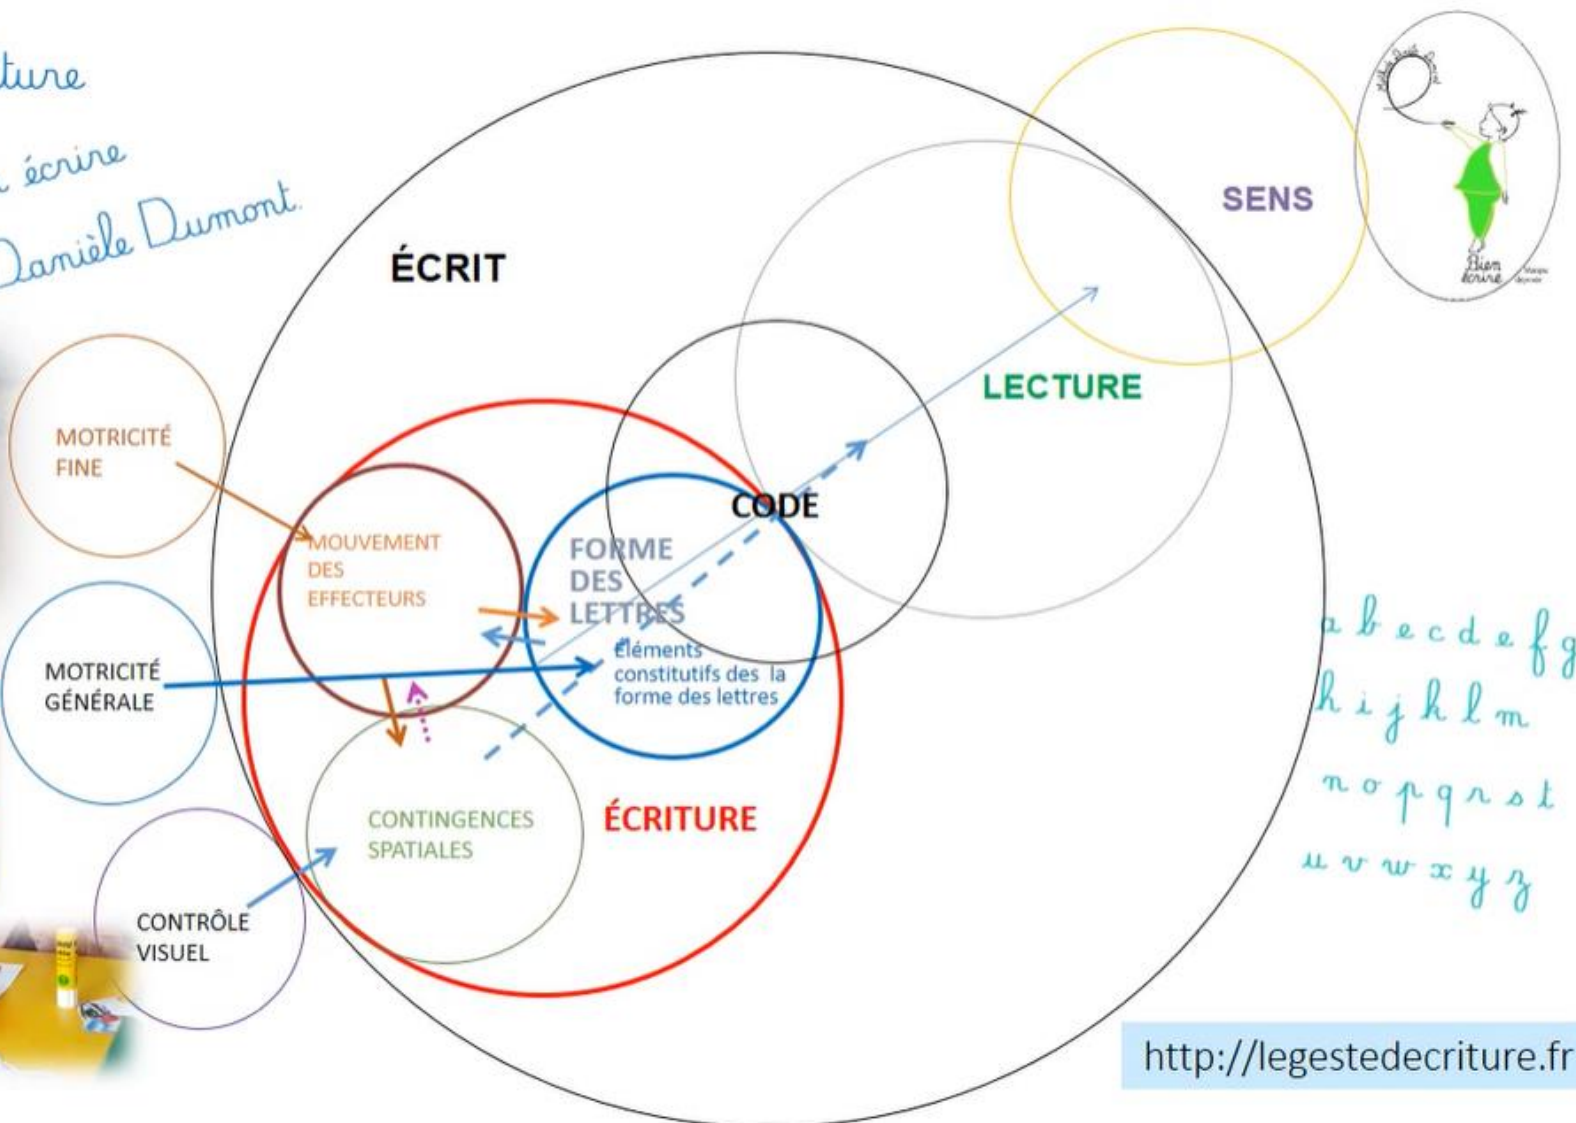 ture
écrire
Danièle Dumont.
Bien
écrire
SENS
ÉCRIT
LECTURE
MOTRICITÉ
FINE
CODE
MOUVEMENT
DES
EFFECTEURS
FORME
DES
LETTRES
Éléments
constitutifs des la
forme des lettres
MOTRICITÉ
GÉNÉRALE
CONTINGENCES
SPATIALES
ÉCRITURE
CONTRÔLE
VISUEL
a b e c d e f g
h i j k l m
n o p q r s t
u v w x y z
http://legestedecriture.fr